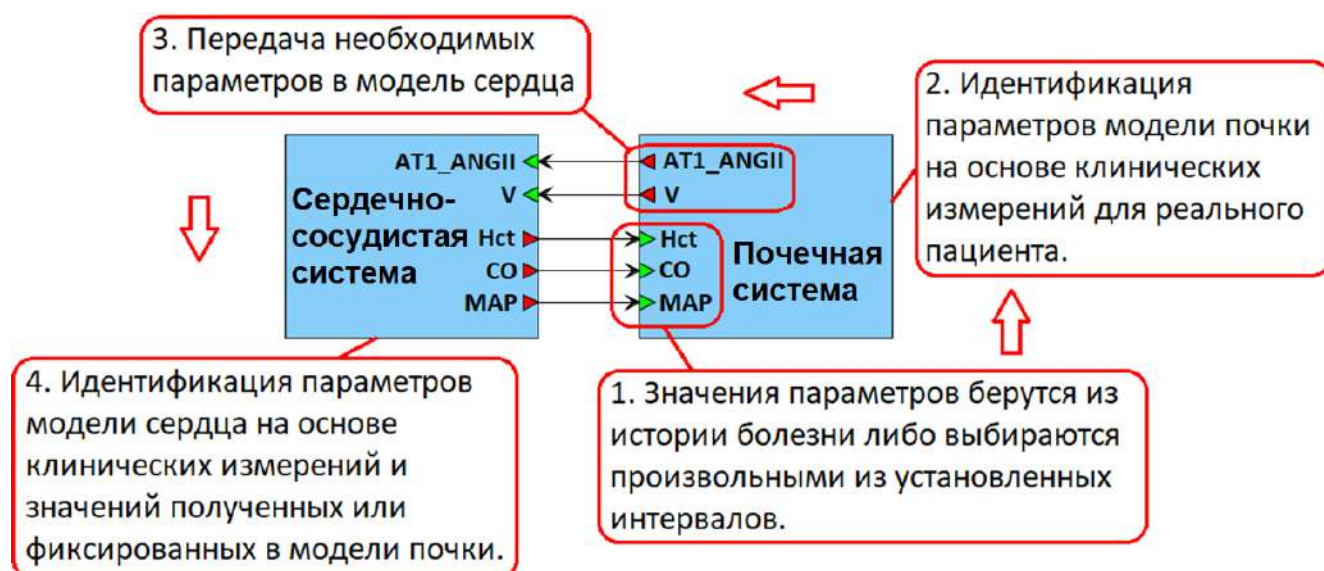 3. Передача необходимых
параметров в модель сердца
2. Идентификация
параметров модели почки
на основе клинических
измерений для реального
пациента.
AT1_ANGII
V
Сердечно-
сосудистая
система
Hct
CO
MAP
AT1_ANGII
V
Hct
CO
MAP
Почечная
система
4. Идентификация параметров
модели сердца на основе
клинических измерений и
значений полученных или
фиксированных в модели почки.
1. Значения параметров берутся из
истории болезни либо выбираются
произвольными из установленных
интервалов.